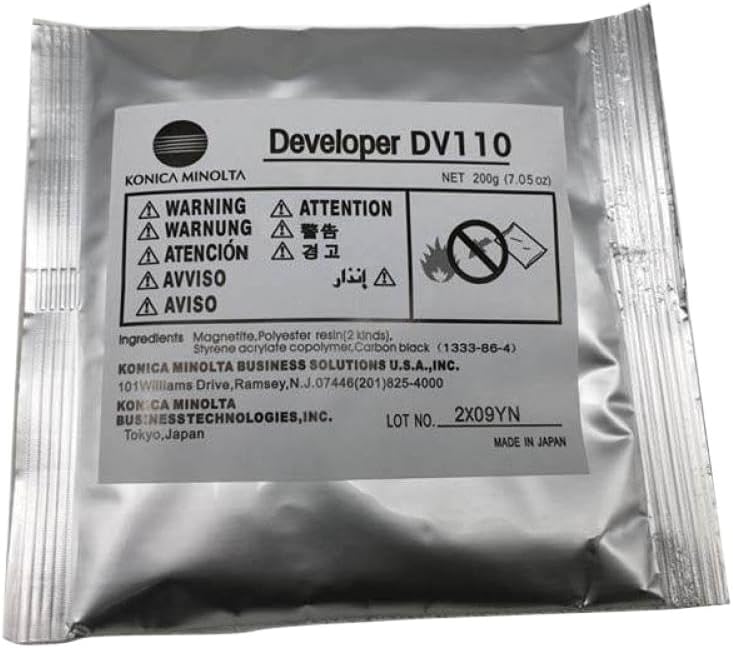 KONICA MINOLTA
Developer DV110
NET 200g (7.05oz)
⚠ WARNING ⚠ ATTENTION
⚠ WARNUNG ⚠ 警告
⚠ ATENCIÓN ⚠ 경고
⚠ AVVISO إنذار ⚠
⚠ AVISO
Ingredients Magnetite,Polyester resin(2 kinds),
Styrene acrylate copolymer,Carbon black (1333-86-4)
KONICA MINOLTA BUSINESS SOLUTIONS U.S.A.,INC.
101Williams Drive,Ramsey,N.J.07446(201)825-4000
KONICA MINOLTA
BUSINESSTECHNOLOGIES,INC.
Tokyo,Japan
LOT NO. 2X09YN
MADE IN JAPAN